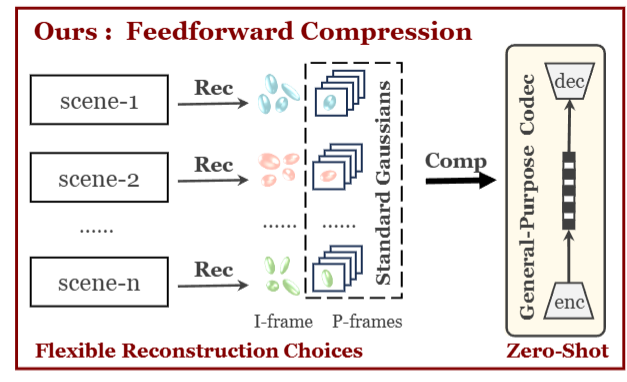 Ours : Feedforward Compression
scene-1
Rec
scene-2
Rec
......
......
......
scene-n
Rec
I-frame
P-frames
Standard Gaussians
Comp
General-Purpose Codec
dec
enc
Flexible Reconstruction Choices
Zero-Shot